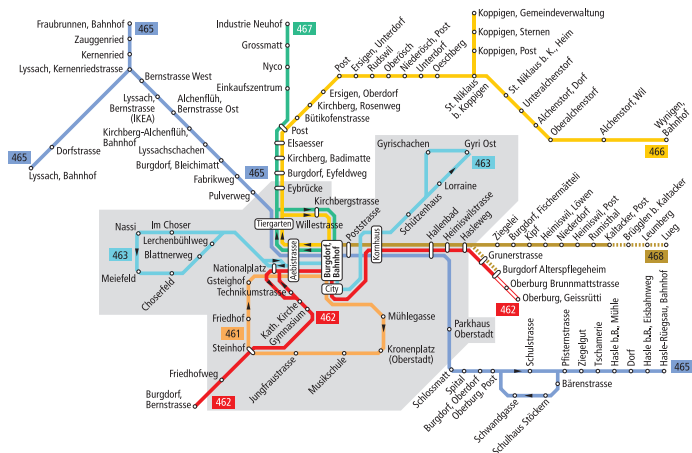 Fraubrunnen, Bahnhof
Zauggenried
Kernenried
Lyssach, Kernenriedstrasse
465
Bernstrasse West
Lyssach,
Bernstrasse
(IKEA)
Alchenflüh,
Bernstrasse Ost
Kirchberg-Alchenflüh,
Bahnhof
Lyssachschachen
Burgdorf, Bleichimatt
Fabrikweg
Pulverweg
465
465
Dorfstrasse
Lyssach, Bahnhof
Industrie Neuhof
467
Grossmatt
Nyco
Einkaufszentrum
Post
Ersigen, Unterdorf
Rudswil
Oberösch
Niederösch, Post
Unterdorf
Oeschberg
Koppigen, Gemeindeverwaltung
Koppigen, Sternen
Koppigen, Post
St. Niklaus
b. Koppigen
St. Niklaus b. K., Heim
Unteralchenstorf
Alchenstorf, Dorf
Oberalchenstorf
Alchenstorf, Wil
Wynigen,
Bahnhof
466
Ersigen, Oberdorf
Kirchberg, Rosenweg
Bütikofenstrasse
Post
Elsaesser
Kirchberg, Badimatte
Burgdorf, Eyfeldweg
Eybrücke
Kirchbergstrasse
Tiergarten
Willestrasse
Gyrischachen
Gyri Ost
463
Lorraine
Schützenhaus
Poststrasse
Kornhaus
Hallenbad
Heimiswilstrasse
Hasleweg
Aebistrasse
Burgdorf,
Bahnhof
City
Ziegelei
Burgdorf, Fischermätteli
Lipf
Heimiswil, Löwen
Niederdorf
Heimiswil, Post
Rumisthal
Kaltacker, Post
Brügglen b. Kaltacker
Leumberg
Lueg
468
Grunerstrasse
Burgdorf Alterspflegeheim
Oberburg Brunnmattstrasse
Oberburg, Geissrütti
462
Nassi
Im Choser
Lerchenbühlweg
Blattnerweg
463
Meiefeld
Choserfeld
Nationalplatz
Gsteighof
Technikumstrasse
Kath. Kirche
Gymnasium
462
Friedhof
461
Steinhof
Mühlegasse
Kronenplatz
(Oberstadt)
Jungfraustrasse
Musikschule
Friedhofweg
Burgdorf,
Bernstrasse
462
Parkhaus
Oberstadt
Schlossmatt
Spital
Burgdorf, Oberdorf
Oberburg, Post
Schulstrasse
Pfisternstrasse
Ziegelgut
Tschamerie
Hasle b.R., Mühle
Dorf
Hasle b.R., Eisbahnweg
Hasle-Rüegsau, Bahnhof
465
Bärenstrasse
Schwandgasse
Schulhaus Stöckern